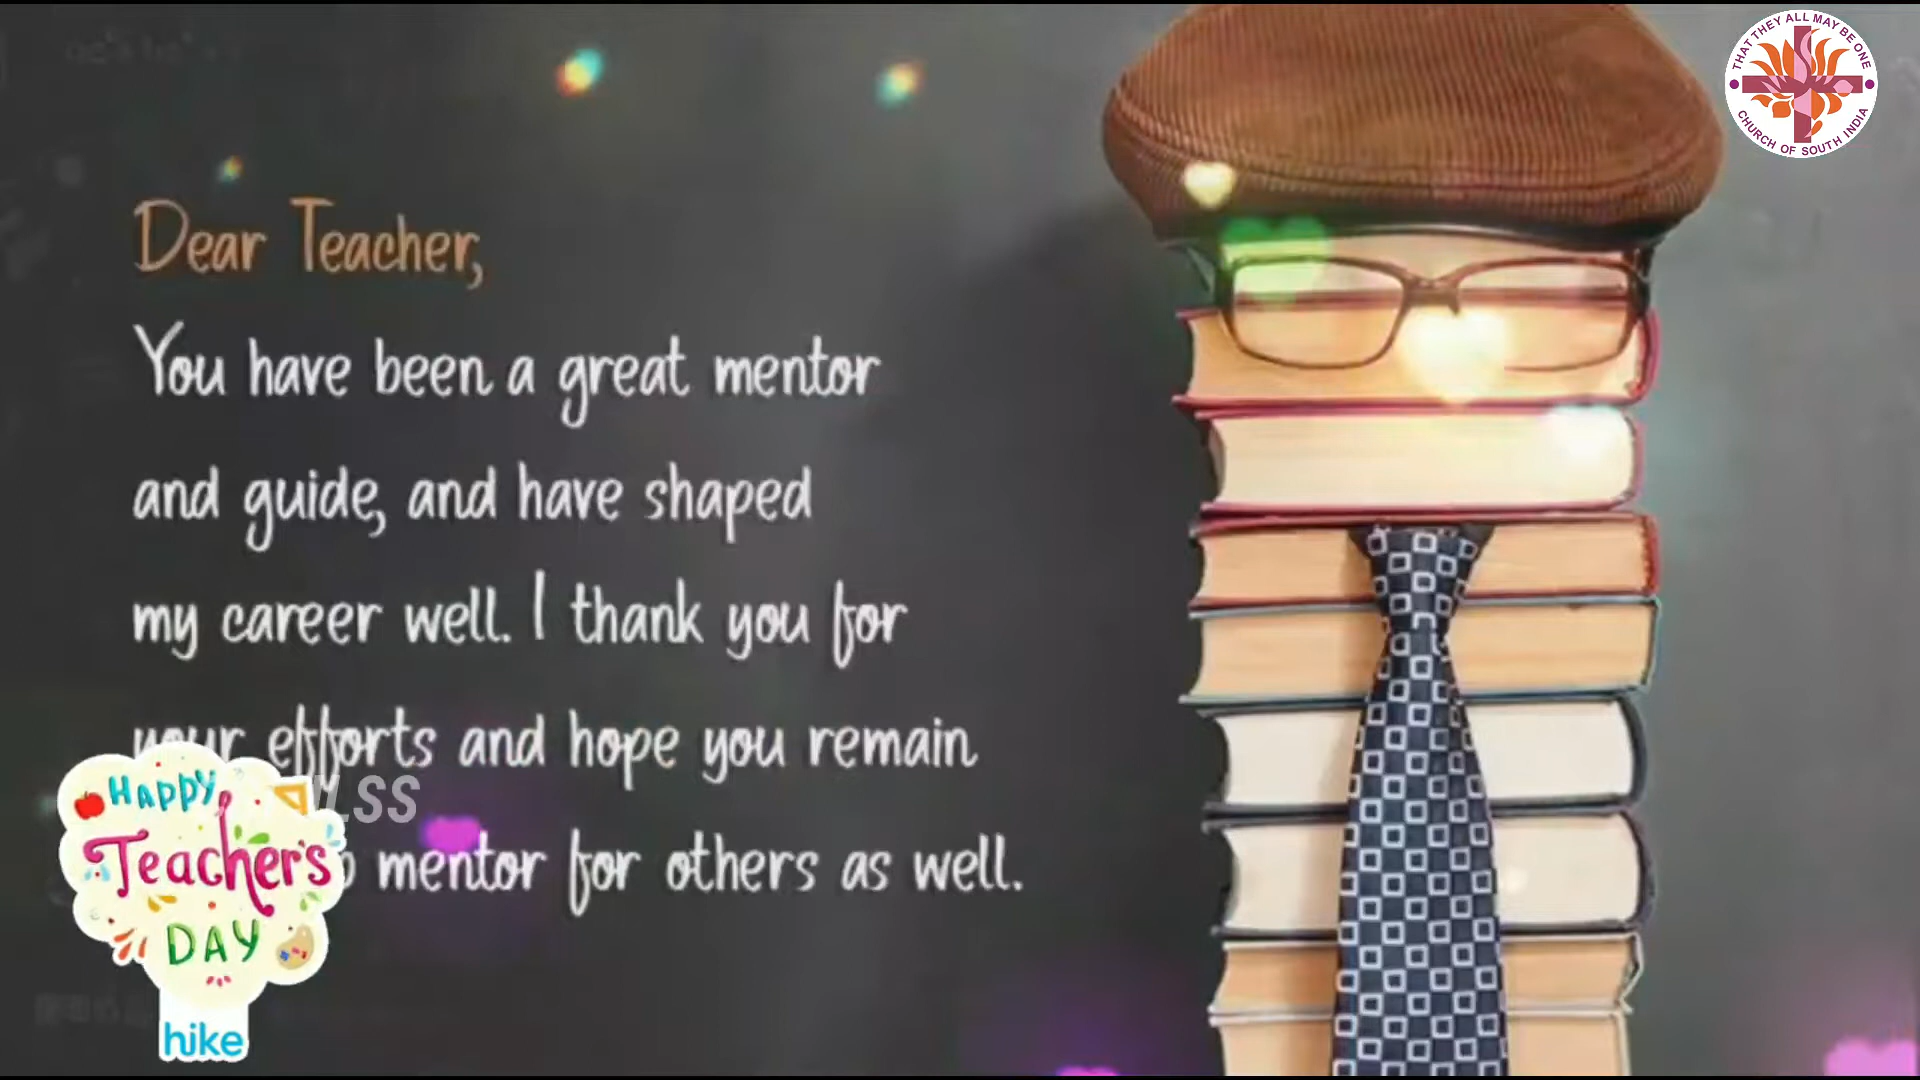 THAT THEY ALL MAY BE ONE
CHURCH OF SOUTH INDIA
Dear Teacher,
You have been a great mentor
and guide, and have shaped
my career well. I thank you for
your efforts and hope you remain
mentor for others as well.
LSS
HAPPY
TEACHER'S
DAY
hike